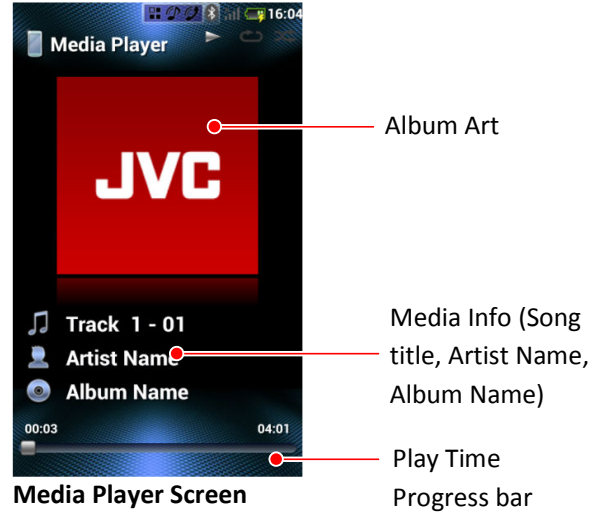 16:04
Media Player
Album Art
JVC
Track 1 - 01
Artist Name
Album Name
Media Info (Song
title, Artist Name,
Album Name)
00:03 04:01
Play Time
Progress bar
Media Player Screen